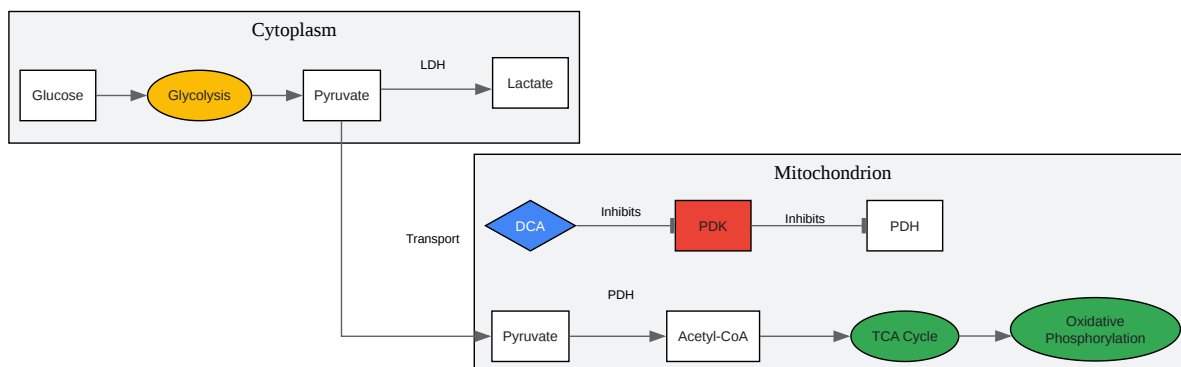 Cytoplasm
LDH
Glucose
Glycolysis
Pyruvate
Lactate
Mitochondrion
DCA
Inhibits
PDK
Inhibits
PDH
Transport
PDH
Pyruvate
Acetyl-CoA
TCA Cycle
Oxidative
Phosphorylation